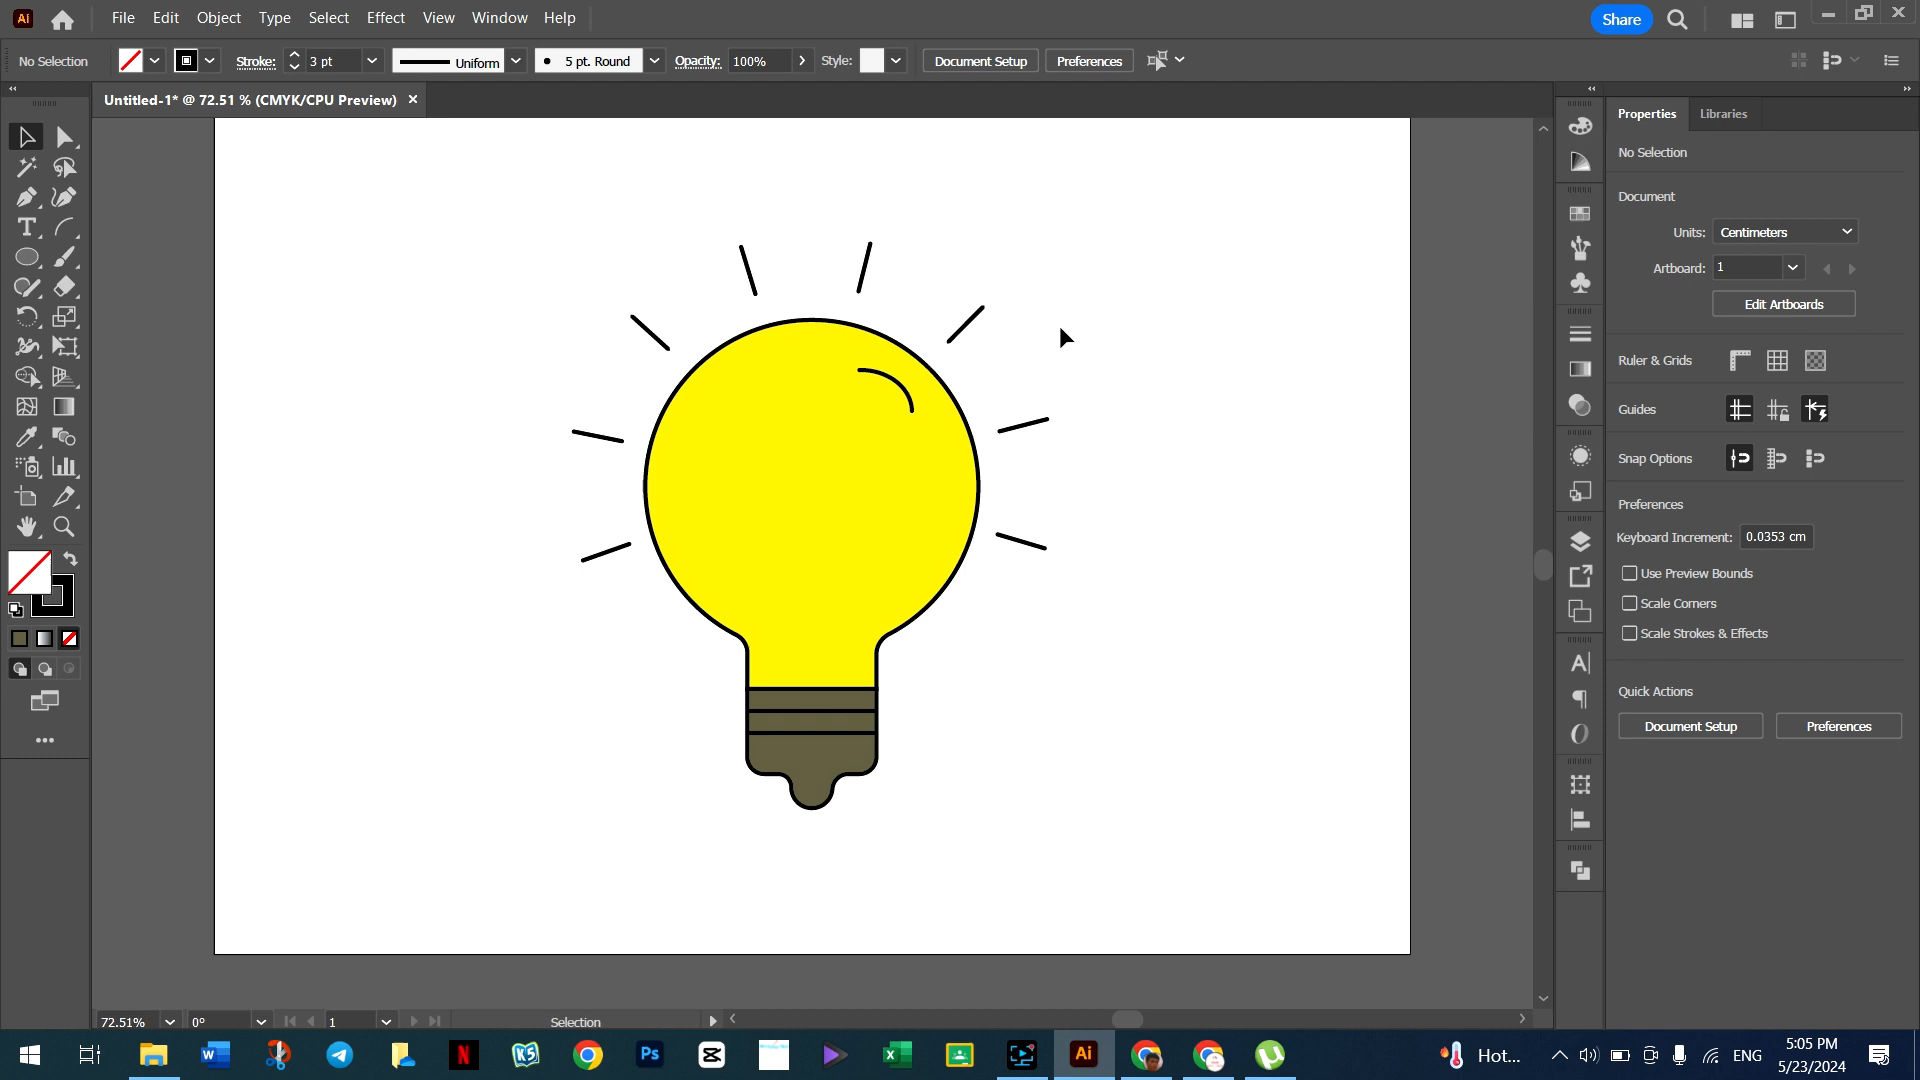 Ai File Edit Object Type Select Effect View Window Help Share
No Selection Stroke: 3 pt Uniform 5 pt. Round Opacity: 100% Style: Document Setup Preferences
Untitled-1* @ 72.51 % (CMYK/CPU Preview)
Properties Libraries
No Selection
Document
Units: Centimeters
Artboard: 1
Edit Artboards
Ruler & Grids
Guides
Snap Options
Preferences
Keyboard Increment: 0.0353 cm
Use Preview Bounds
Scale Corners
Scale Strokes & Effects
Quick Actions
Document Setup Preferences
72.51% 0° 1 Selection
Hot... ENG 5:05 PM
5/23/2024